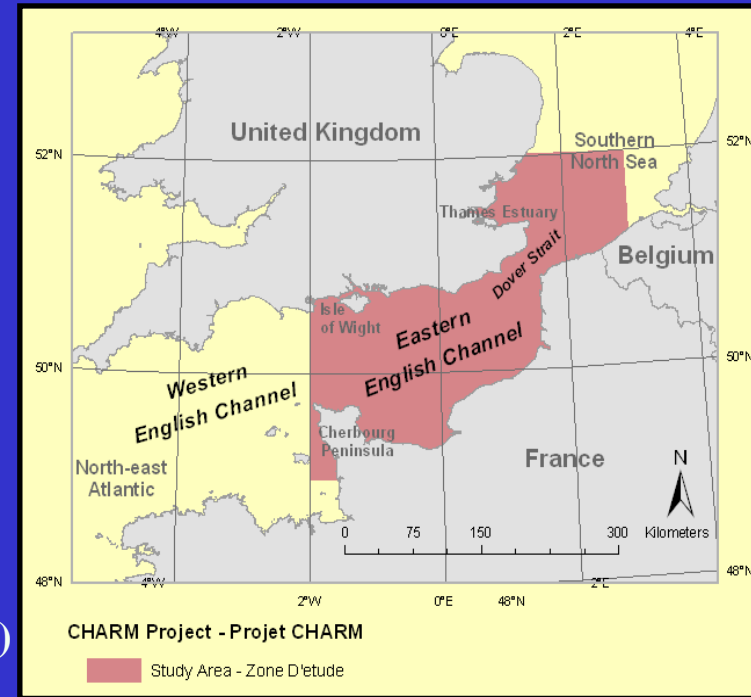 4°W 2°W 0°E 2°E 4°E
United Kingdom
Southern
North Sea
52°N 52°N
Thames Estuary
Dover Strait
Belgium
Isle
of Wight
Eastern
English Channel
50°N 50°N
Western
English Channel
Cherbourg
Peninsula
North-east
Atlantic
France
N
0 75 150 300
Kilometers
48°N 48°N
4°W 2°E
2°W 0°E 48°N
)
CHARM Project - Projet CHARM
Study Area - Zone D'etude